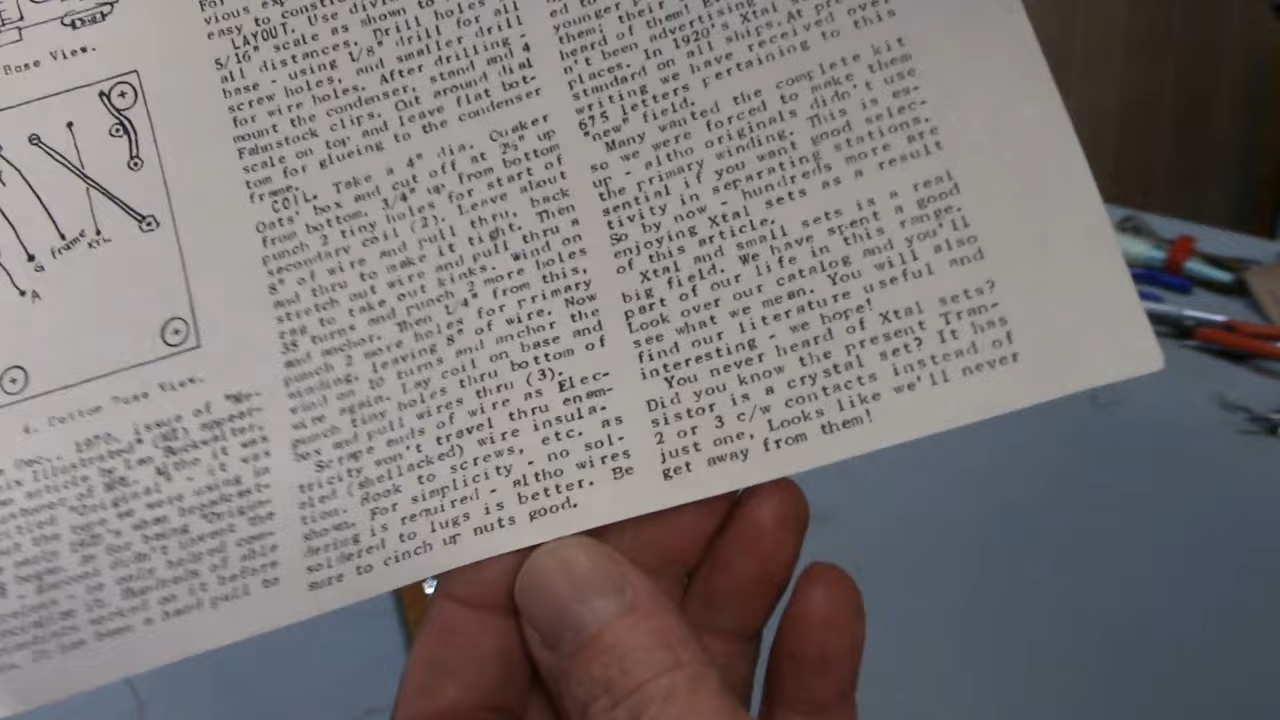 Base View.
G
frame
XTL
A
4. Bottom Base View.
Dec., 1970, issue of
Illustrated
easy to constr
LAYOUT. Use divi
5/16" scale as shown to
all distances. Drill holes
base - using 1/8" drill for all
screw holes, and smaller drill
for wire holes. After drilling -
mount the condenser, stand and 4
Fahnstock clips. Cut around dial
scale on top and leave flat bot-
tom for glueing to the condenser
frame.
COIL. Take a 4" dia. Quaker
Oats' box and cut off at 2½" up
from bottom. 3/4" up from bottom
punch 2 tiny holes for start of
secondary coil (2). Leave about
8" of wire and pull thru, back
and thru to make it tight. Then
stretch out wire and pull thru a
rag to take out kinks. Wind on
38 turns and punch 2 more holes
and anchor. Then 1/4" from this,
punch 2 more holes for primary
winding, leaving 8" of wire. Now
wind on 10 turns and anchor the
wire again. Lay coil on base and
punch tiny holes thru bottom of
box and pull wires thru (3).
Scrape ends of wire as Elec-
tricity won't travel thru enam-
eled (shellacked) wire insula-
tion. Hook to screws, etc. as
shown. For simplicity - no sol-
dering is required - altho wires
soldered to lugs is better. Be
sure to cinch up nuts good.
younger
them;
heard of them!
n't been advertising
places. In 1920's Xtal se
standard on all ships. At pre
writing we have received over
675 letters pertaining to this
"new" field.
Many wanted the complete kit
so we were forced to make them
up - altho originals didn't use
the primary winding. This is es-
sential if you want good selec-
tivity in separating stations.
So by now - hundreds more are
enjoying Xtal sets as a result
of this article.
Xtal and small sets is a real
big field. We have spent a good
part of our life in this range.
Look over our catalog and you'll
see what we mean. You will also
find our literature useful and
interesting - we hope!
You never heard of Xtal sets?
Did you know the present Tran-
sistor is a crystal set? It has
2 or 3 c/w contacts instead of
just one, Looks like we'll never
get away from them!